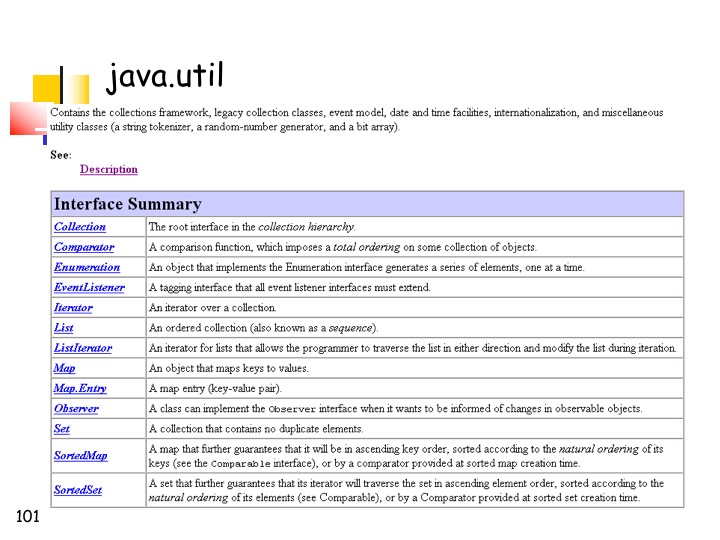 java.util
Contains the collections framework, legacy collection classes, event model, date and time facilities, internationalization, and miscellaneous
utility classes (a string tokenizer, a random-number generator, and a bit array).
See:
Description
Interface Summary
Collection The root interface in the collection hierarchy.
Comparator A comparison function, which imposes a total ordering on some collection of objects.
Enumeration An object that implements the Enumeration interface generates a series of elements, one at a time.
EventListener A tagging interface that all event listener interfaces must extend.
Iterator An iterator over a collection.
List An ordered collection (also known as a sequence).
ListIterator An iterator for lists that allows the programmer to traverse the list in either direction and modify the list during iteration.
Map An object that maps keys to values.
Map.Entry A map entry (key-value pair).
Observer A class can implement the Observer interface when it wants to be informed of changes in observable objects.
Set A collection that contains no duplicate elements.
SortedMap A map that further guarantees that it will be in ascending key order, sorted according to the natural ordering of its
keys (see the Comparable interface), or by a comparator provided at sorted map creation time.
SortedSet A set that further guarantees that its iterator will traverse the set in ascending element order, sorted according to the
natural ordering of its elements (see Comparable), or by a Comparator provided at sorted set creation time.
101